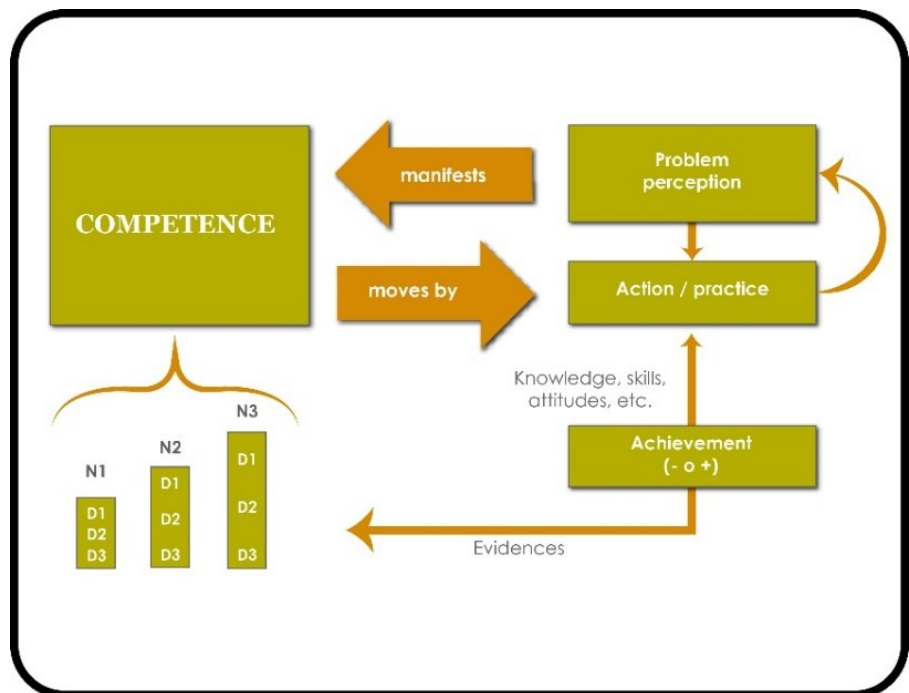 COMPETENCE
manifests
moves by
Problem
perception
Action / practice
Knowledge, skills,
attitudes, etc.
Achievement
(- o +)
Evidences
N1
D1
D2
D3
N2
D1
D2
D3
N3
D1
D2
D3